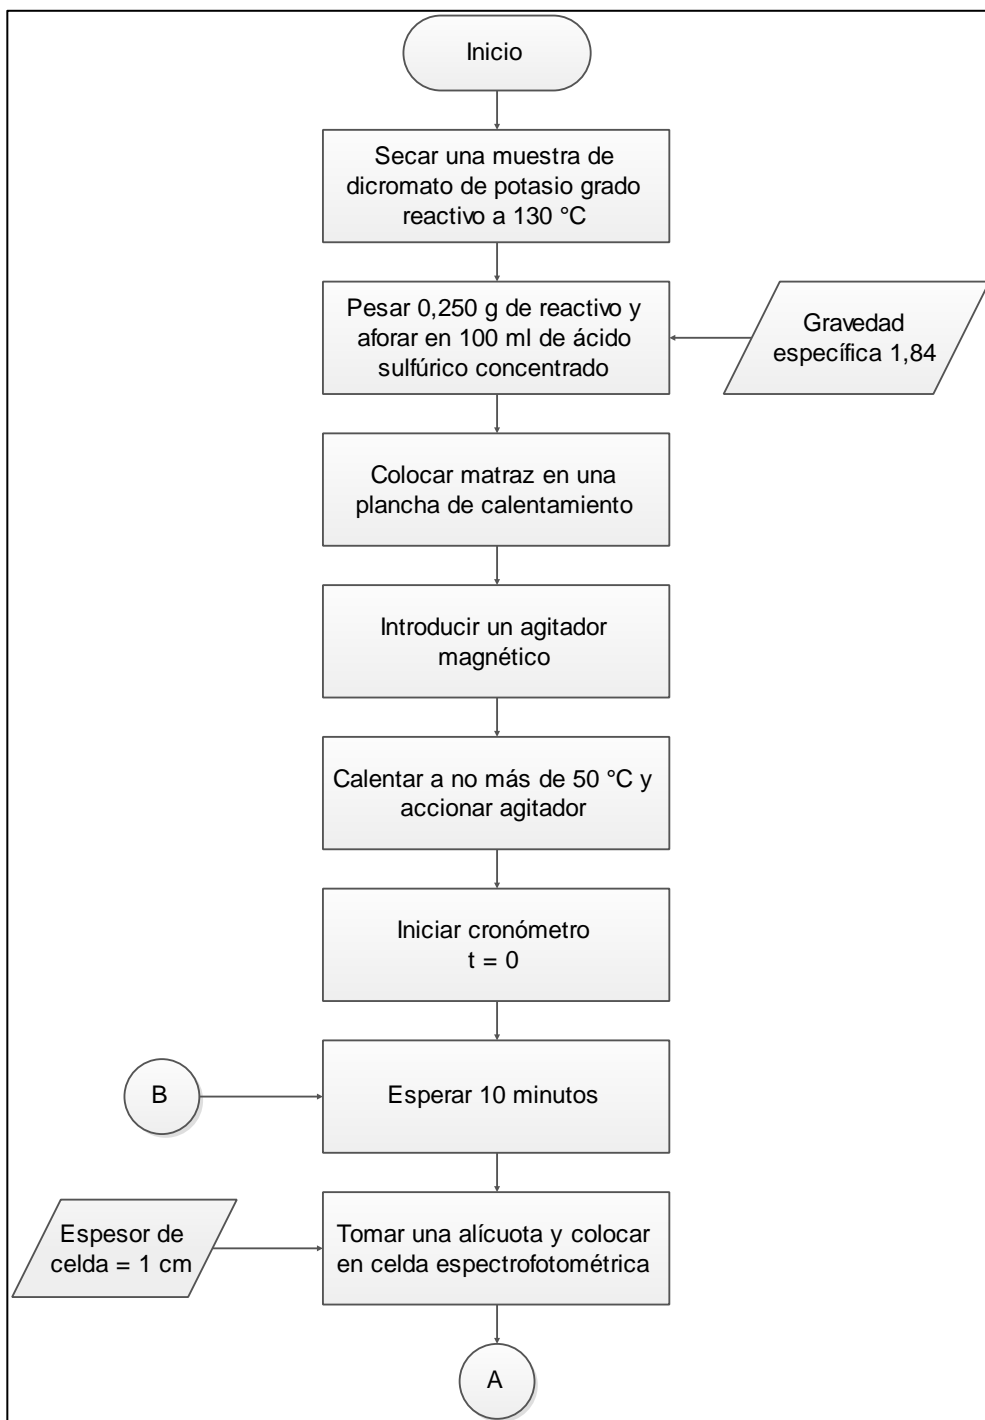 Inicio
Secar una muestra de
dicromato de potasio grado
reactivo a 130 °C
Pesar 0,250 g de reactivo y
aforar en 100 ml de ácido
sulfúrico concentrado
Gravedad
específica 1,84
Colocar matraz en una
plancha de calentamiento
Introducir un agitador
magnético
Calentar a no más de 50 °C y
accionar agitador
Iniciar cronómetro
t = 0
B
Esperar 10 minutos
Espesor de
celda = 1 cm
Tomar una alícuota y colocar
en celda espectrofotométrica
A